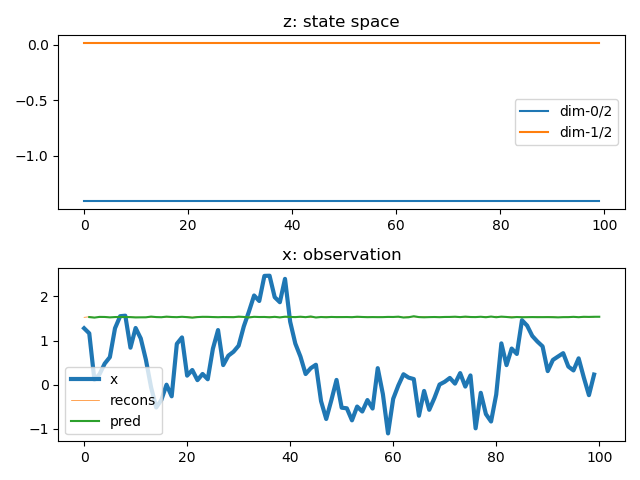 z: state space
0.0
−0.5
−1.0
dim-0/2
dim-1/2
0 20 40 60 80 100
x: observation
2
1
0
−1
x
recons
pred
0 20 40 60 80 100